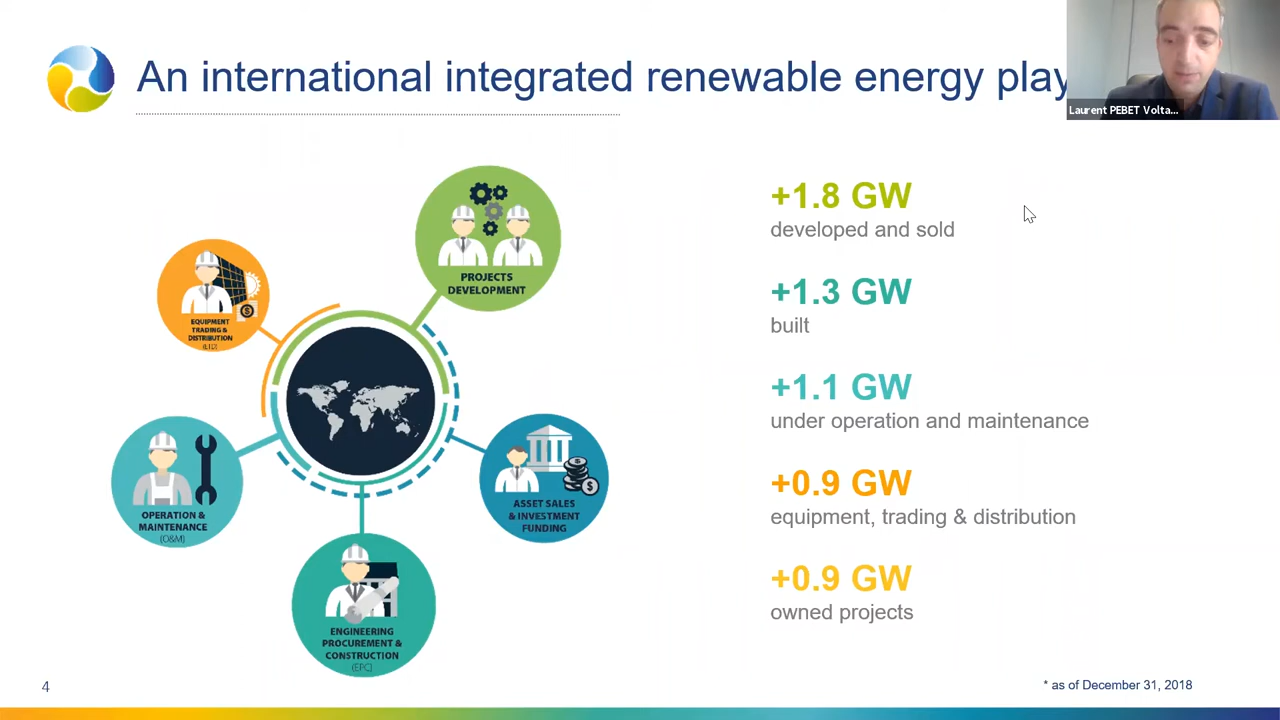 An international integrated renewable energy play
Laurent PEBET Volta...
PROJECTS
DEVELOPMENT
EQUIPMENT
TRADING &
DISTRIBUTION
OPERATION &
MAINTENANCE
(O&M)
ASSET SALES
& INVESTMENT
FUNDING
ENGINEERING
PROCUREMENT &
CONSTRUCTION
(EPC)
+1.8 GW
developed and sold
+1.3 GW
built
+1.1 GW
under operation and maintenance
+0.9 GW
equipment, trading & distribution
+0.9 GW
owned projects
4
* as of December 31, 2018